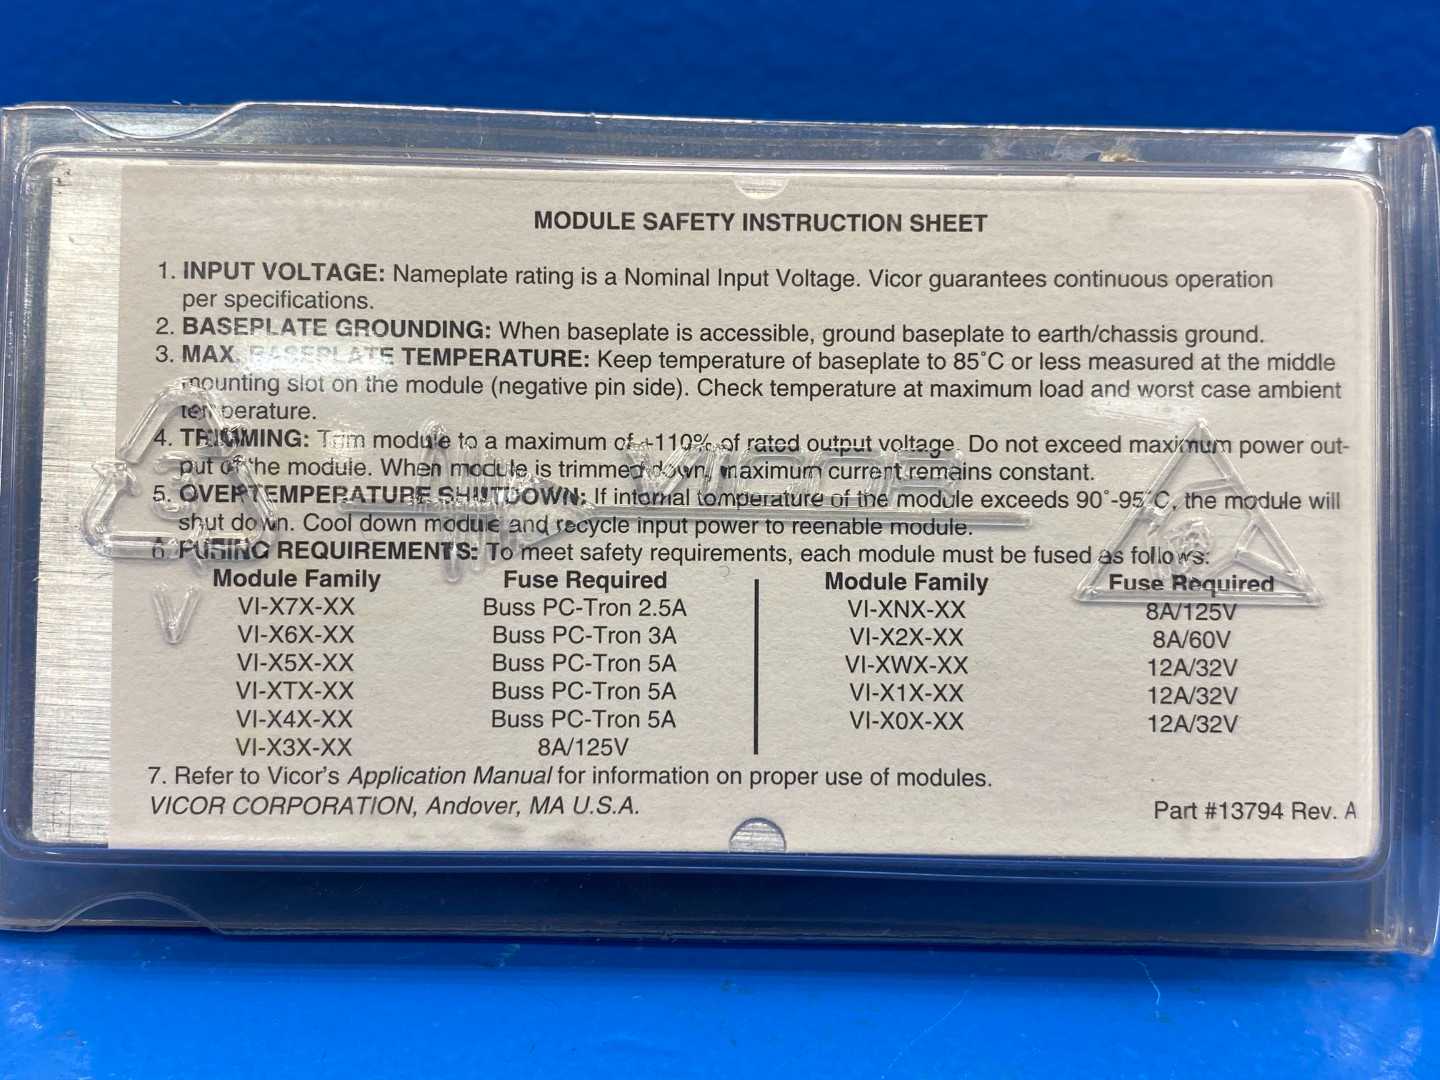 MODULE SAFETY INSTRUCTION SHEET
1. INPUT VOLTAGE: Nameplate rating is a Nominal Input Voltage. Vicor guarantees continuous operation
per specifications.
2. BASEPLATE GROUNDING: When baseplate is accessible, ground baseplate to earth/chassis ground.
3. MAX. BASEPLATE TEMPERATURE: Keep temperature of baseplate to 85˚C or less measured at the middle
mounting slot on the module (negative pin side). Check temperature at maximum load and worst case ambient
temperature.
4. TRIMMING: Trim module to a maximum of +110% of rated output voltage. Do not exceed maximum power out-
put of the module. When module is trimmed down, maximum current remains constant.
VICOR
5. OVERTEMPERATURE SHUTDOWN: If internal temperature of the module exceeds 90˚-95˚C, the module will
shut down. Cool down module and recycle input power to reenable module.
3
6. FUSING REQUIREMENTS: To meet safety requirements, each module must be fused as follows:
Module Family Fuse Required Module Family Fuse Required
VI-X7X-XX Buss PC-Tron 2.5A VI-XNX-XX 8A/125V
V
VI-X6X-XX Buss PC-Tron 3A VI-X2X-XX 8A/60V
VI-X5X-XX Buss PC-Tron 5A VI-XWX-XX 12A/32V
VI-XTX-XX Buss PC-Tron 5A VI-X1X-XX 12A/32V
VI-X4X-XX Buss PC-Tron 5A VI-X0X-XX 12A/32V
VI-X3X-XX 8A/125V
7. Refer to Vicor's Application Manual for information on proper use of modules.
VICOR CORPORATION, Andover, MA U.S.A. Part #13794 Rev. A